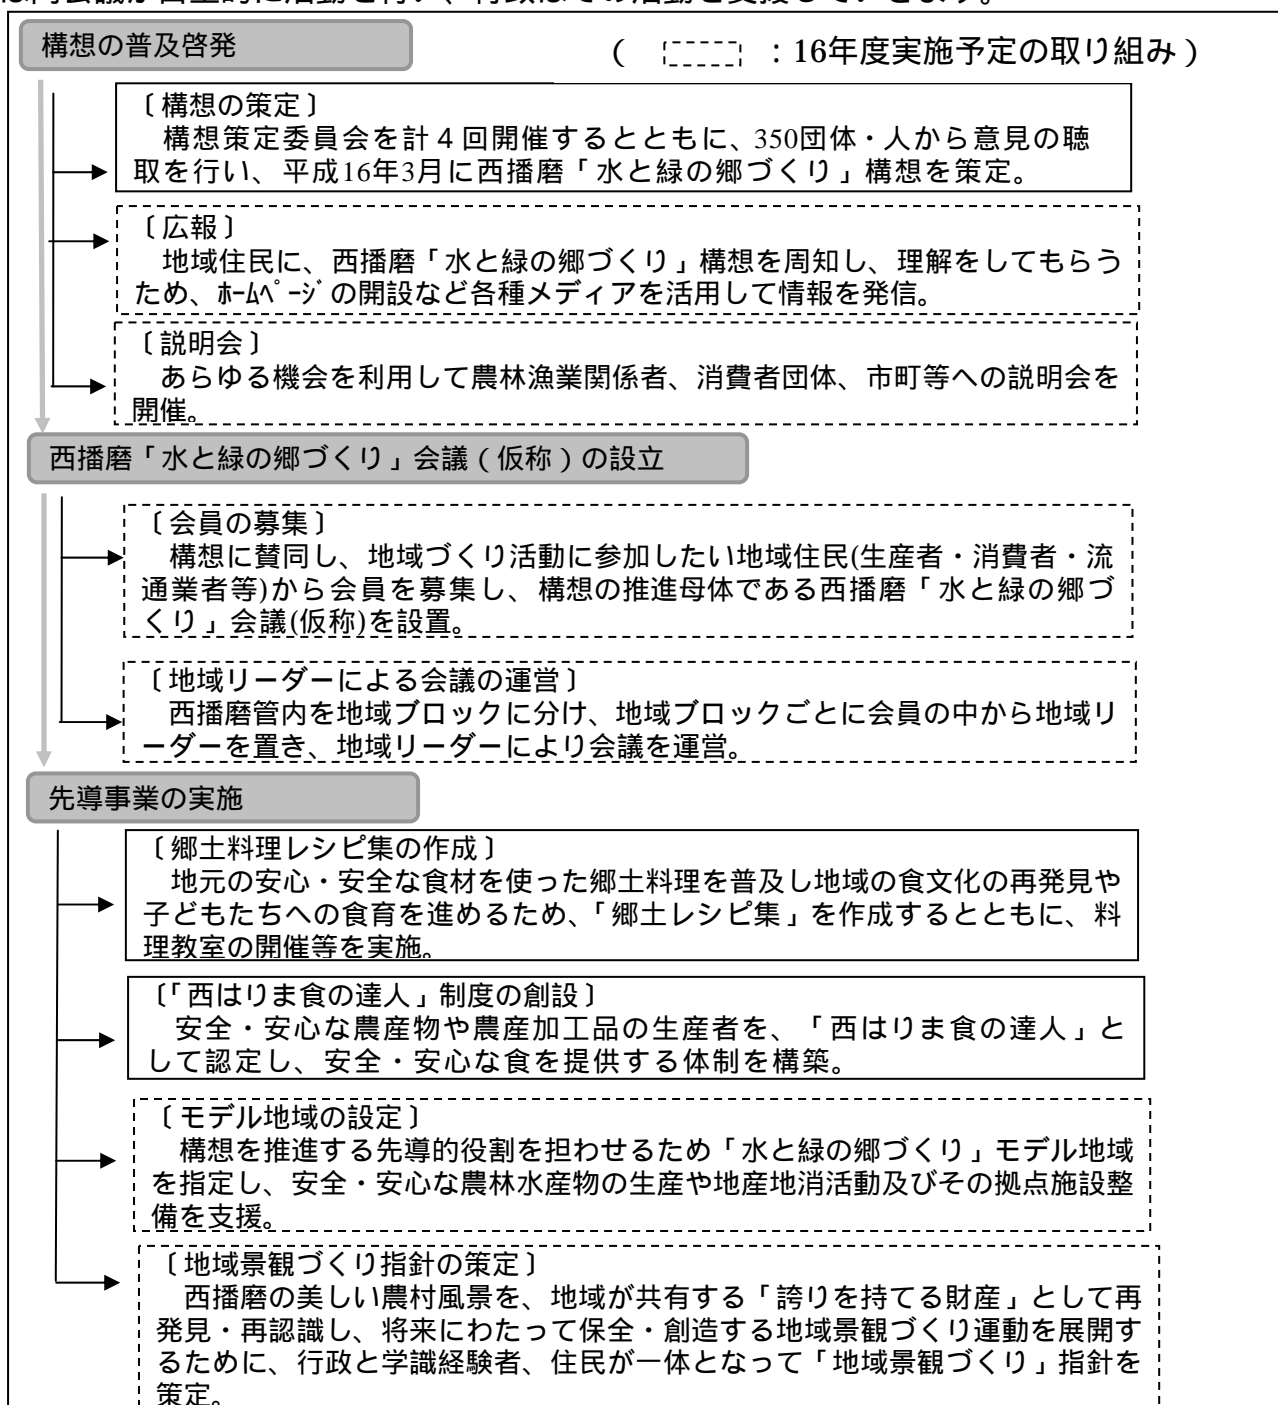 は同会議が自主的に活動を行い、行政はその活動を支援していきます。
構想の普及啓発
( :16年度実施予定の取り組み)
〔構想の策定〕
構想策定委員会を計４回開催するとともに、350団体・人から意見の聴
取を行い、平成16年3月に西播磨「水と緑の郷づくり」構想を策定。
〔広報〕
地域住民に、西播磨「水と緑の郷づくり」構想を周知し、理解をしてもらう
ため、ﾎｰﾑﾍﾟｰｼﾞの開設など各種メディアを活用して情報を発信。
〔説明会〕
あらゆる機会を利用して農林漁業関係者、消費者団体、市町等への説明会を
開催。
西播磨「水と緑の郷づくり」会議(仮称)の設立
〔会員の募集〕
構想に賛同し、地域づくり活動に参加したい地域住民(生産者・消費者・流
通業者等)から会員を募集し、構想の推進母体である西播磨「水と緑の郷づ
くり」会議(仮称)を設置。
〔地域リーダーによる会議の運営〕
西播磨管内を地域ブロックに分け、地域ブロックごとに会員の中から地域リ
ーダーを置き、地域リーダーにより会議を運営。
先導事業の実施
〔郷土料理レシピ集の作成〕
地元の安心・安全な食材を使った郷土料理を普及し地域の食文化の再発見や
子どもたちへの食育を進めるため、「郷土レシピ集」を作成するとともに、料
理教室の開催等を実施。
〔「西はりま食の達人」制度の創設〕
安全・安心な農産物や農産加工品の生産者を、「西はりま食の達人」と
して認定し、安全・安心な食を提供する体制を構築。
〔モデル地域の設定〕
構想を推進する先導的役割を担わせるため「水と緑の郷づくり」モデル地域
を指定し、安全・安心な農林水産物の生産や地産地消活動及びその拠点施設整
備を支援。
〔地域景観づくり指針の策定〕
西播磨の美しい農村風景を、地域が共有する「誇りを持てる財産」として再
発見・再認識し、将来にわたって保全・創造する地域景観づくり運動を展開す
るために、行政と学識経験者、住民が一体となって「地域景観づくり」指針を
策定。